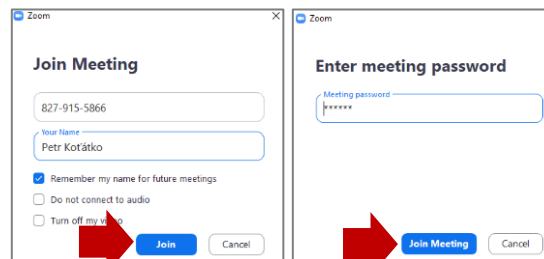 Zoom
Join Meeting
827-915-5866
Your Name
Petr Koťátko
Remember my name for future meetings
Do not connect to audio
Turn off my video
Join
Cancel
Zoom
Enter meeting password
Meeting password
******
Join Meeting
Cancel